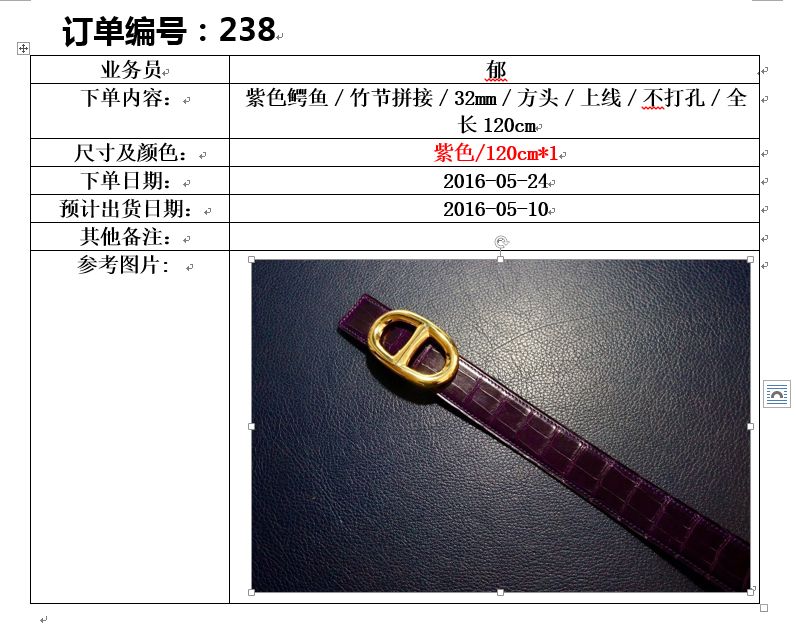 订单编号：238
业务员
郁
下单内容：
紫色鳄鱼／竹节拼接／32mm／方头／上线／不打孔／全
长 120cm
尺寸及颜色：
紫色/120cm*1
下单日期：
2016-05-24
预计出货日期：
2016-05-10
其他备注：
参考图片: